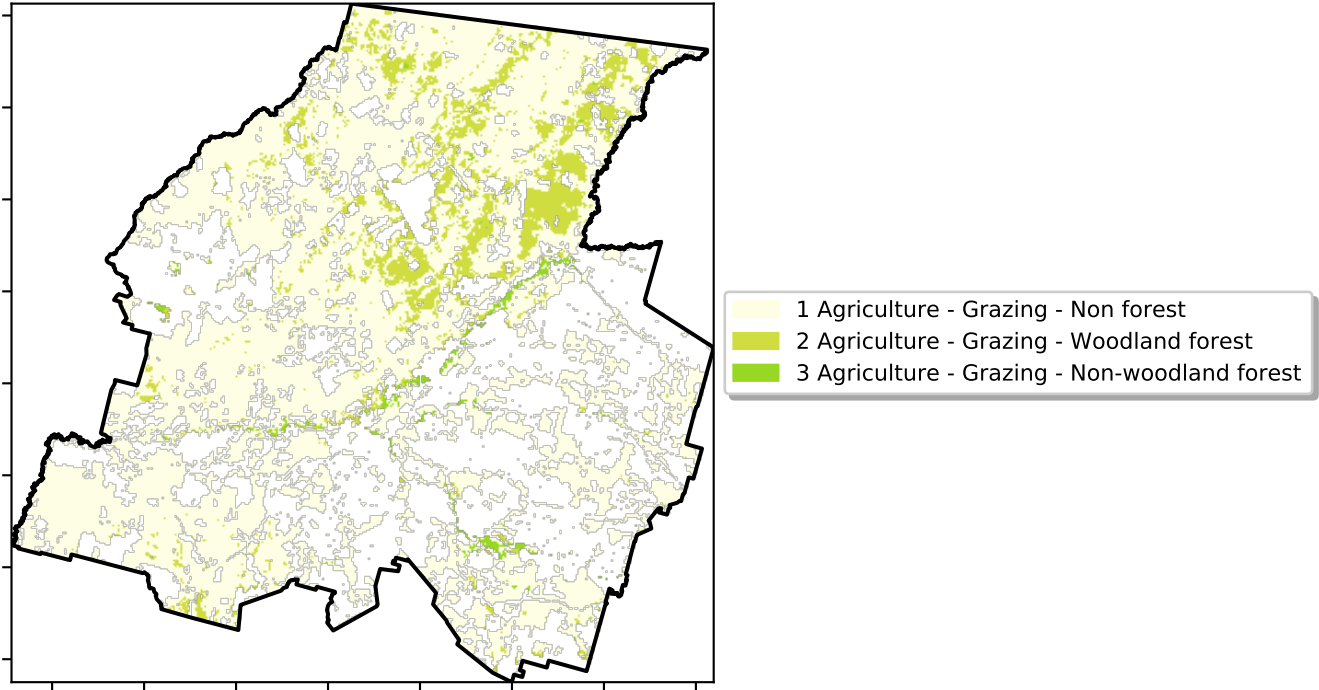 1 Agriculture - Grazing - Non forest
2 Agriculture - Grazing - Woodland forest
3 Agriculture - Grazing - Non-woodland forest